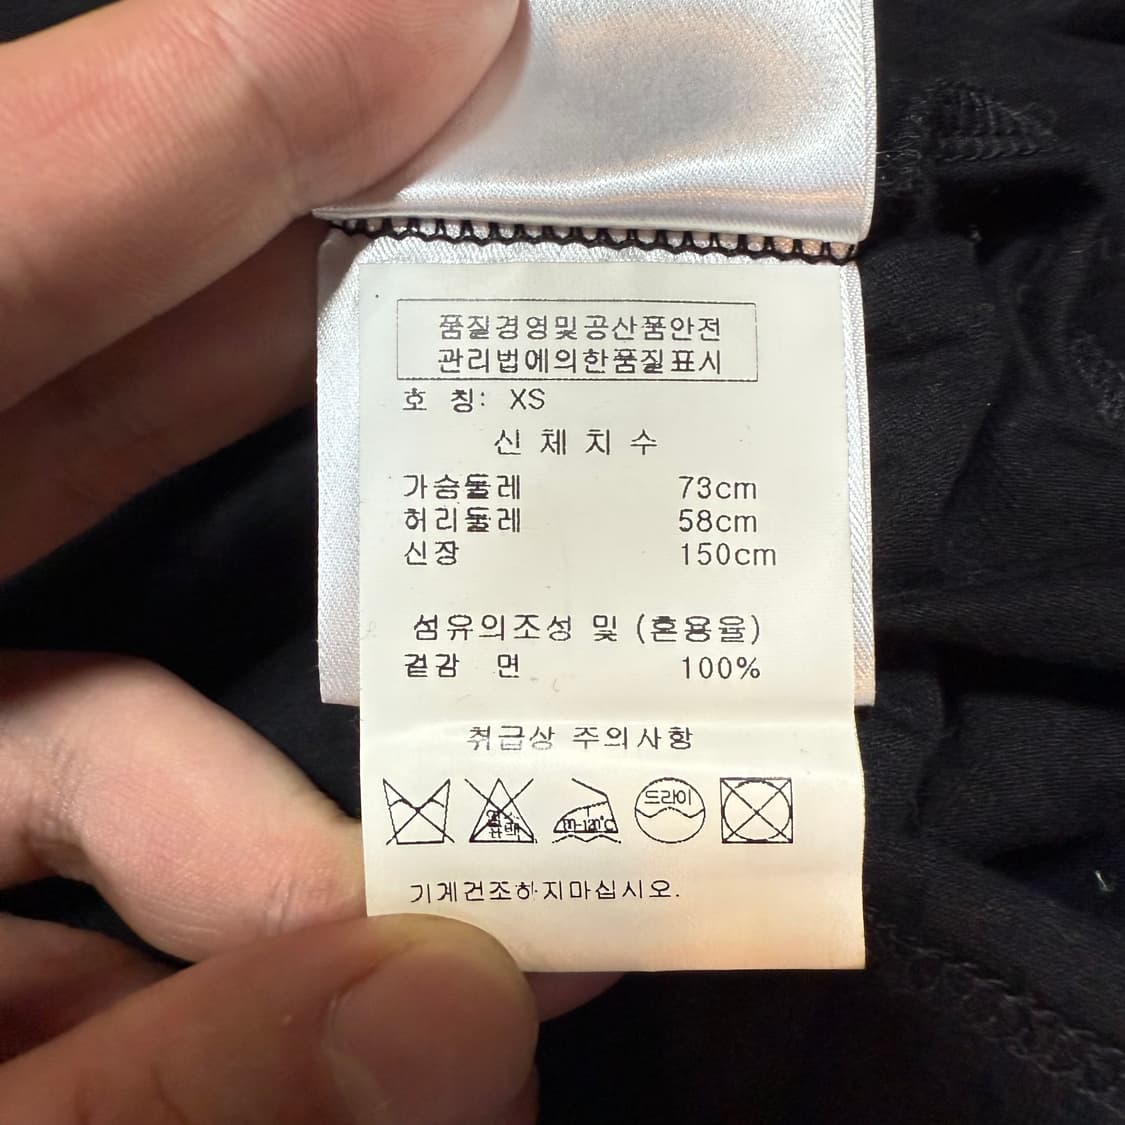 품질경영및공산품안전
관리법에의한품질표시
호 칭: XS
신 체 치 수
가슴둘레 73cm
허리둘레 58cm
신장 150cm
섬유의조성 및 (혼용율)
겉감 면 100%
취급상 주의사항
드라이
기계건조하지마십시오.